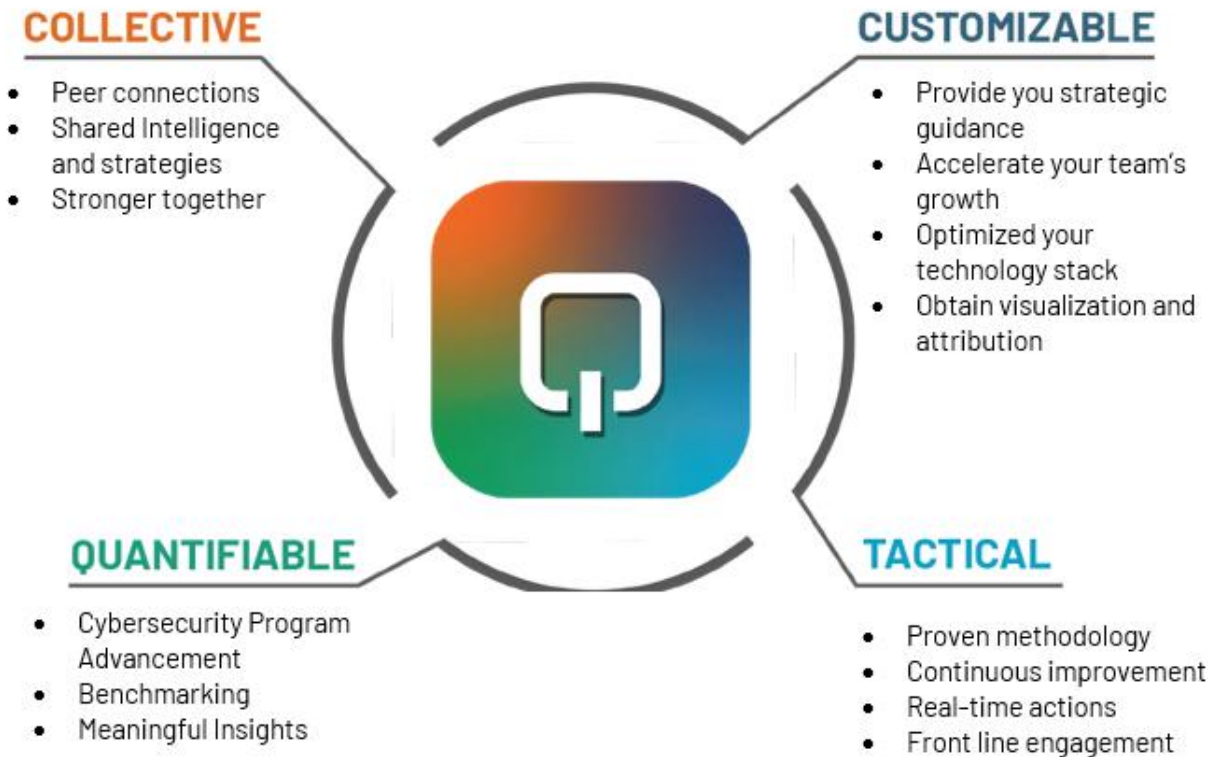 COLLECTIVE
• Peer connections
• Shared Intelligence
and strategies
• Stronger together
CUSTOMIZABLE
• Provide you strategic
guidance
• Accelerate your team's
growth
• Optimized your
technology stack
• Obtain visualization and
attribution
Q
QUANTIFIABLE
• Cybersecurity Program
Advancement
• Benchmarking
• Meaningful Insights
TACTICAL
• Proven methodology
• Continuous improvement
• Real-time actions
• Front line engagement